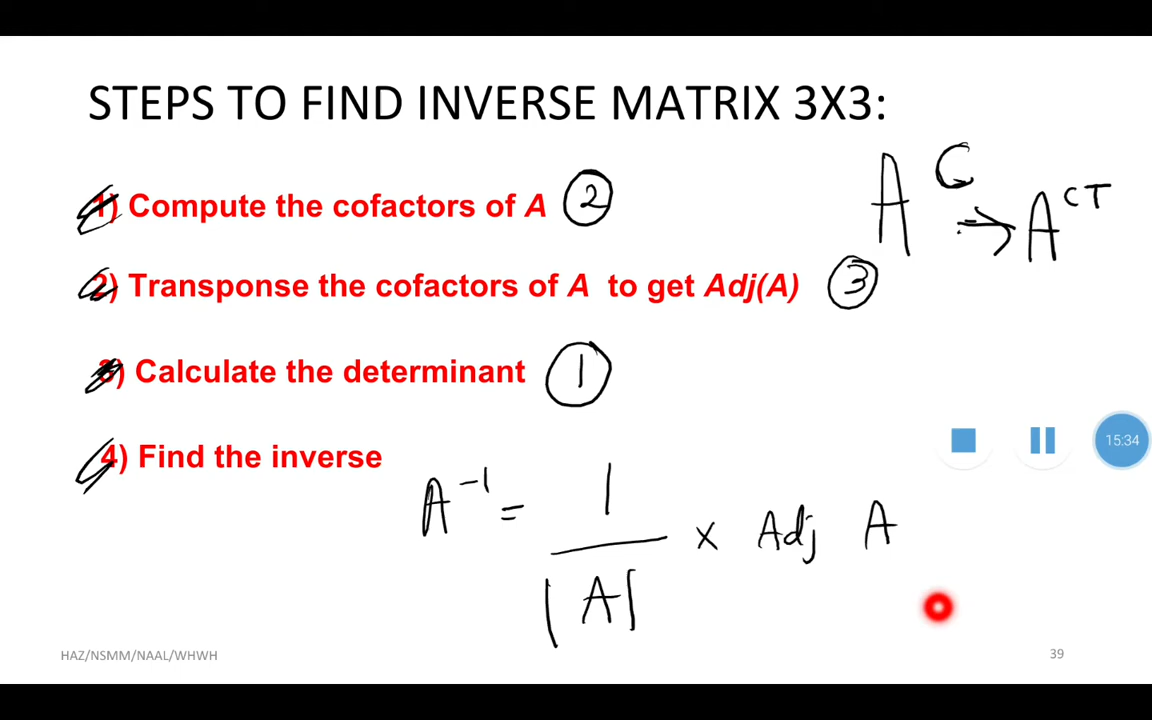 STEPS TO FIND INVERSE MATRIX 3X3:
1) Compute the cofactors of A ②
A^C → A^CT
2) Transponse the cofactors of A to get Adj(A) ③
3) Calculate the determinant ①
15:34
4) Find the inverse
A^-1 = 1/|A| × Adj A
HAZ/NSMM/NAAL/WHWH
39